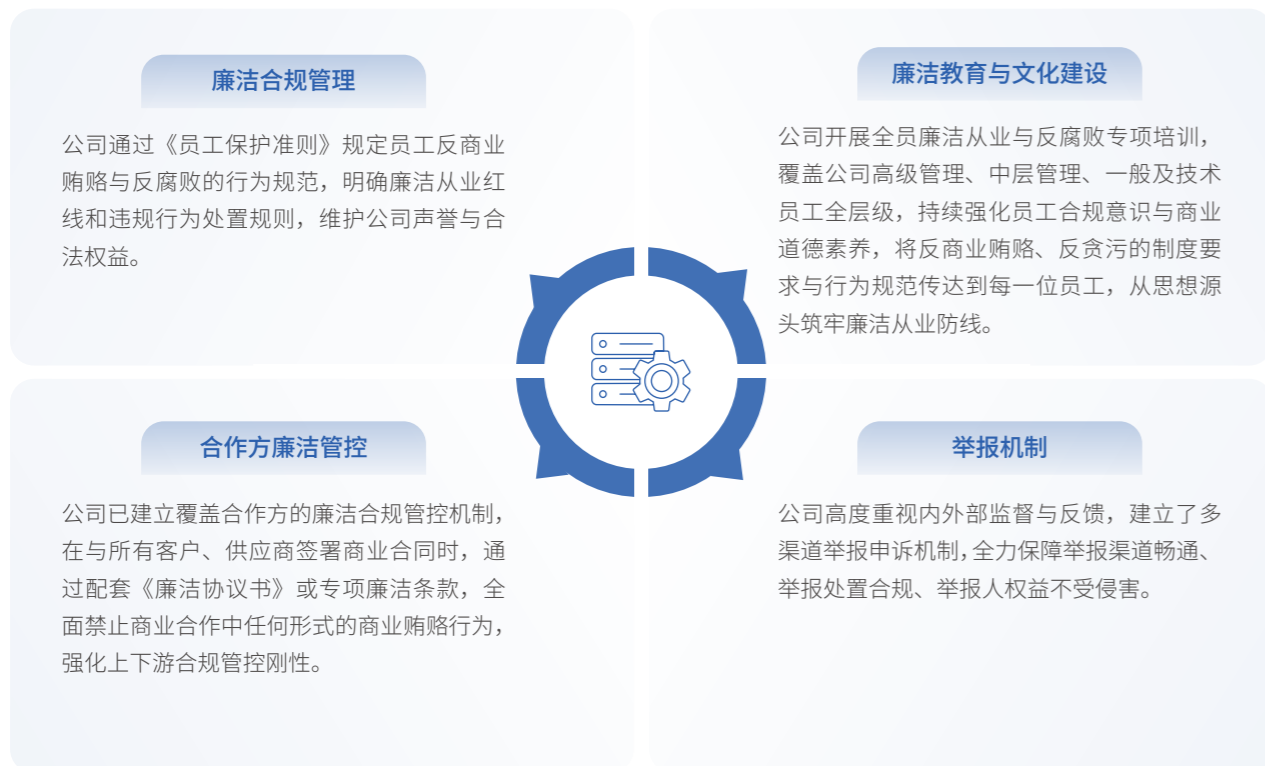 廉洁合规管理
公司通过《员工保护准则》规定员工反商业
贿赂与反腐败的行为规范，明确廉洁从业红
线和违规行为处置规则，维护公司声誉与合
法权益。
廉洁教育与文化建设
公司开展全员廉洁从业与反腐败专项培训，
覆盖公司高级管理、中层管理、一般及技术
员工全层级，持续强化员工合规意识与商业
道德素养，将反商业贿赂、反贪污的制度要
求与行为规范传达到每一位员工，从思想源
头筑牢廉洁从业防线。
合作方廉洁管控
公司已建立覆盖合作方的廉洁合规管控机制，
在与所有客户、供应商签署商业合同时，通
过配套《廉洁协议书》或专项廉洁条款，全
面禁止商业合作中任何形式的商业贿赂行为，
强化上下游合规管控刚性。
举报机制
公司高度重视内外部监督与反馈，建立了多
渠道举报申诉机制，全力保障举报渠道畅通、
举报处置合规、举报人权益不受侵害。